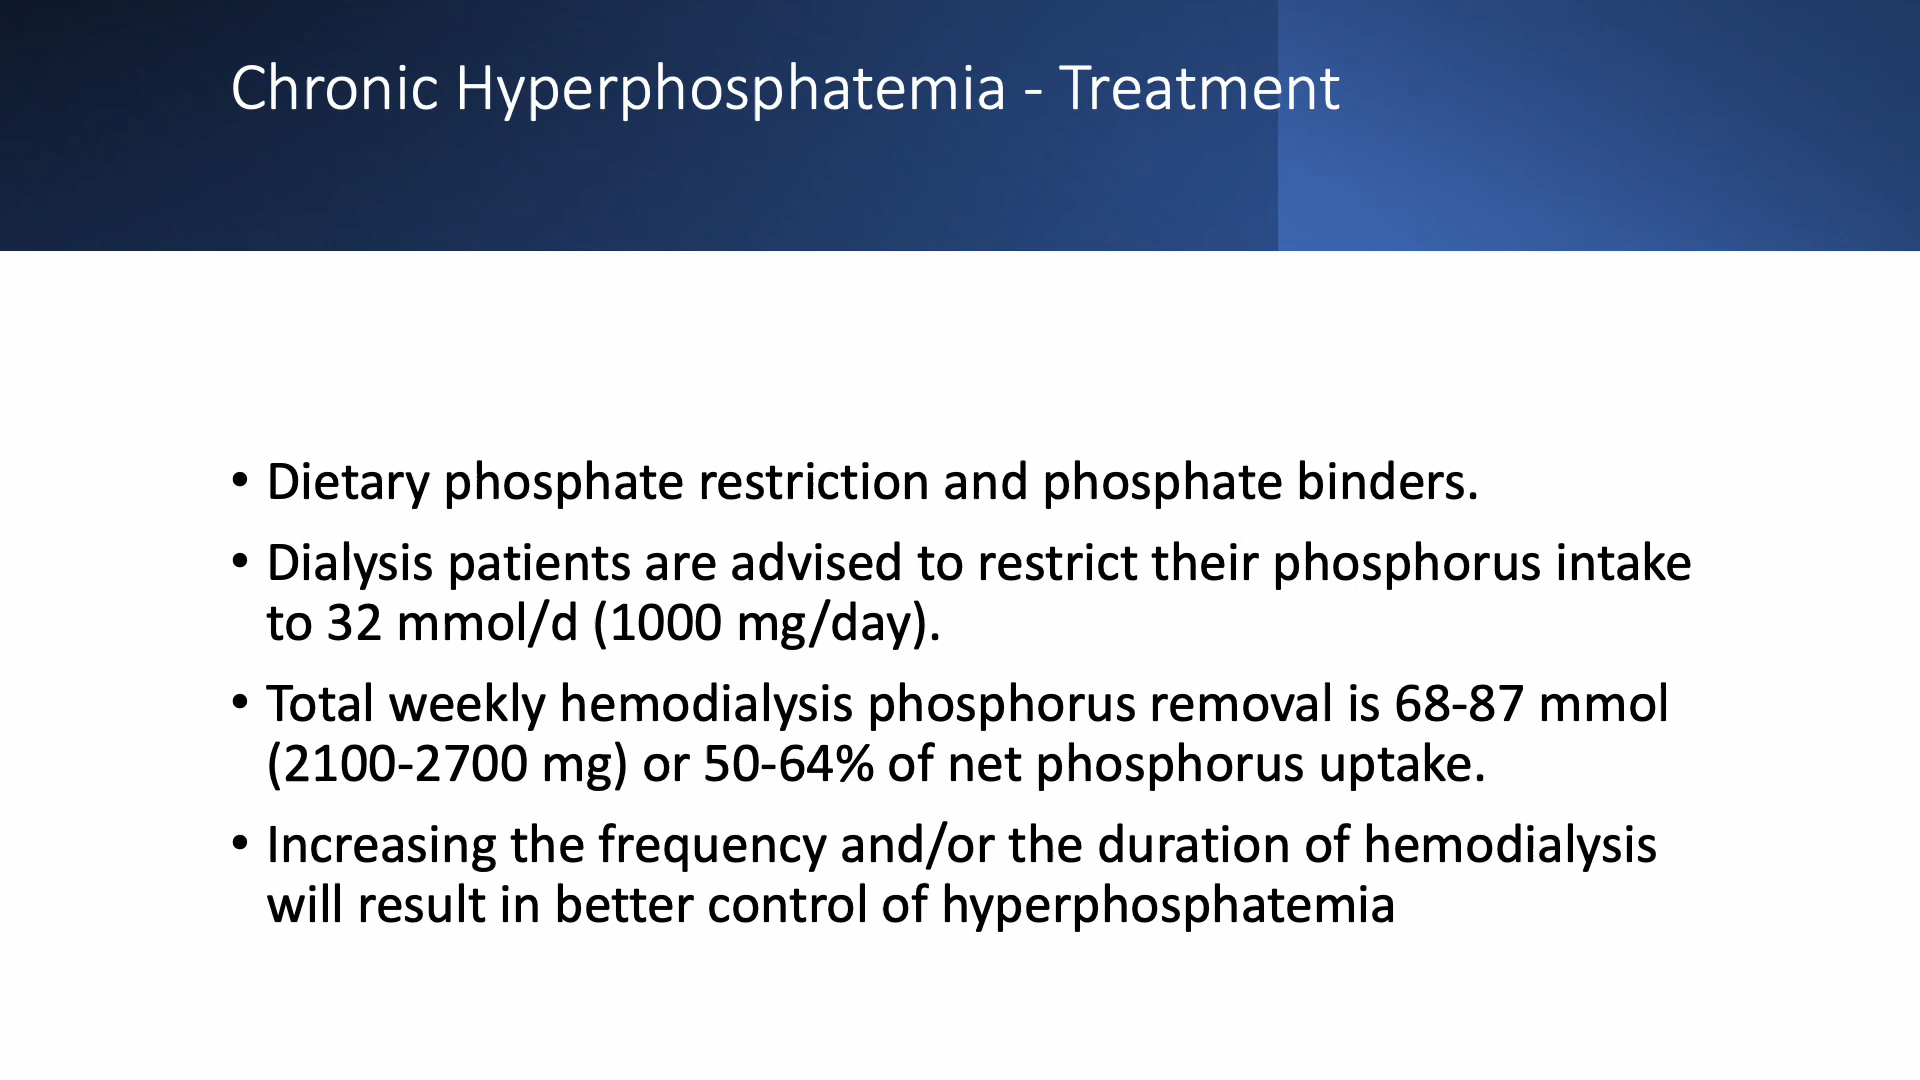 Chronic Hyperphosphatemia - Treatment
• Dietary phosphate restriction and phosphate binders.
• Dialysis patients are advised to restrict their phosphorus intake
to 32 mmol/d (1000 mg/day).
• Total weekly hemodialysis phosphorus removal is 68-87 mmol
(2100-2700 mg) or 50-64% of net phosphorus uptake.
• Increasing the frequency and/or the duration of hemodialysis
will result in better control of hyperphosphatemia